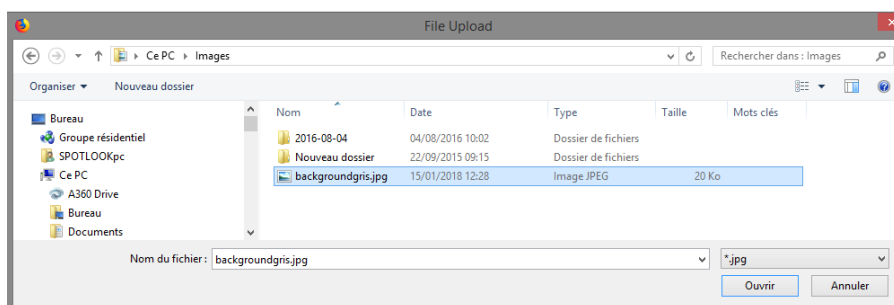 File Upload
Ce PC Images
Rechercher dans : Images
Organiser Nouveau dossier
Nom Date Type Taille Mots clés
Bureau
Groupe résidentiel
SPOTLOOKpc
Ce PC
A360 Drive
Bureau
Documents
2016-08-04 04/08/2016 10:02 Dossier de fichiers
Nouveau dossier 22/09/2015 09:15 Dossier de fichiers
backgroundgris.jpg 15/01/2018 12:28 Image JPEG 20 Ko
Nom du fichier : backgroundgris.jpg *.jpg
Ouvrir Annuler